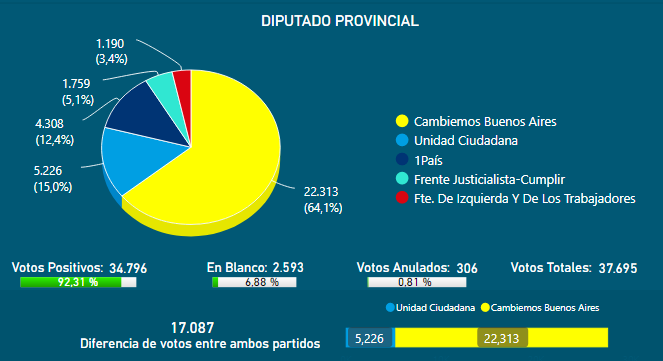 DIPUTADO PROVINCIAL
1.190
(3,4%)
1.759
(5,1%)
4.308
(12,4%)
5.226
(15,0%)
22.313
(64,1%)
Cambiemos Buenos Aires
Unidad Ciudadana
1País
Frente Justicialista-Cumplir
Fte. De Izquierda Y De Los Trabajadores
Votos Positivos: 34.796
92,31 %
En Blanco: 2.593
6,88 %
Votos Anulados: 306
0,81 %
Votos Totales: 37.695
17.087
Diferencia de votos entre ambos partidos
Unidad Ciudadana Cambiemos Buenos Aires
5,226 22,313